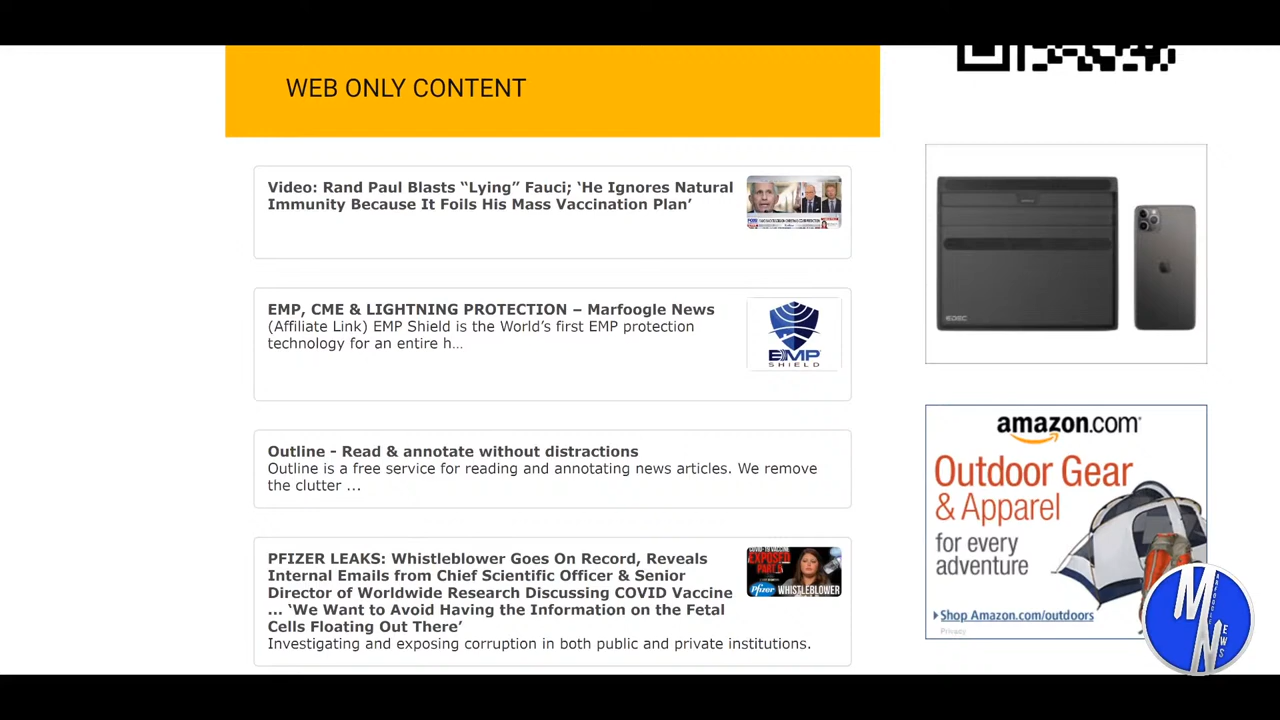 WEB ONLY CONTENT
Video: Rand Paul Blasts “Lying” Fauci; ‘He Ignores Natural
Immunity Because It Foils His Mass Vaccination Plan’
EMP, CME & LIGHTNING PROTECTION – Marfoogle News
(Affiliate Link) EMP Shield is the World’s first EMP protection
technology for an entire h...
EMP
SHIELD
Outline - Read & annotate without distractions
Outline is a free service for reading and annotating news articles. We remove
the clutter ...
PFIZER LEAKS: Whistleblower Goes On Record, Reveals
Internal Emails from Chief Scientific Officer & Senior
Director of Worldwide Research Discussing COVID Vaccine
... ‘We Want to Avoid Having the Information on the Fetal
Cells Floating Out There’
Investigating and exposing corruption in both public and private institutions.
EXPOSED
Pfizer WHISTLEBLOWER
amazon.com
Outdoor Gear
& Apparel
for every
adventure
Shop Amazon.com/outdoors
Privacy